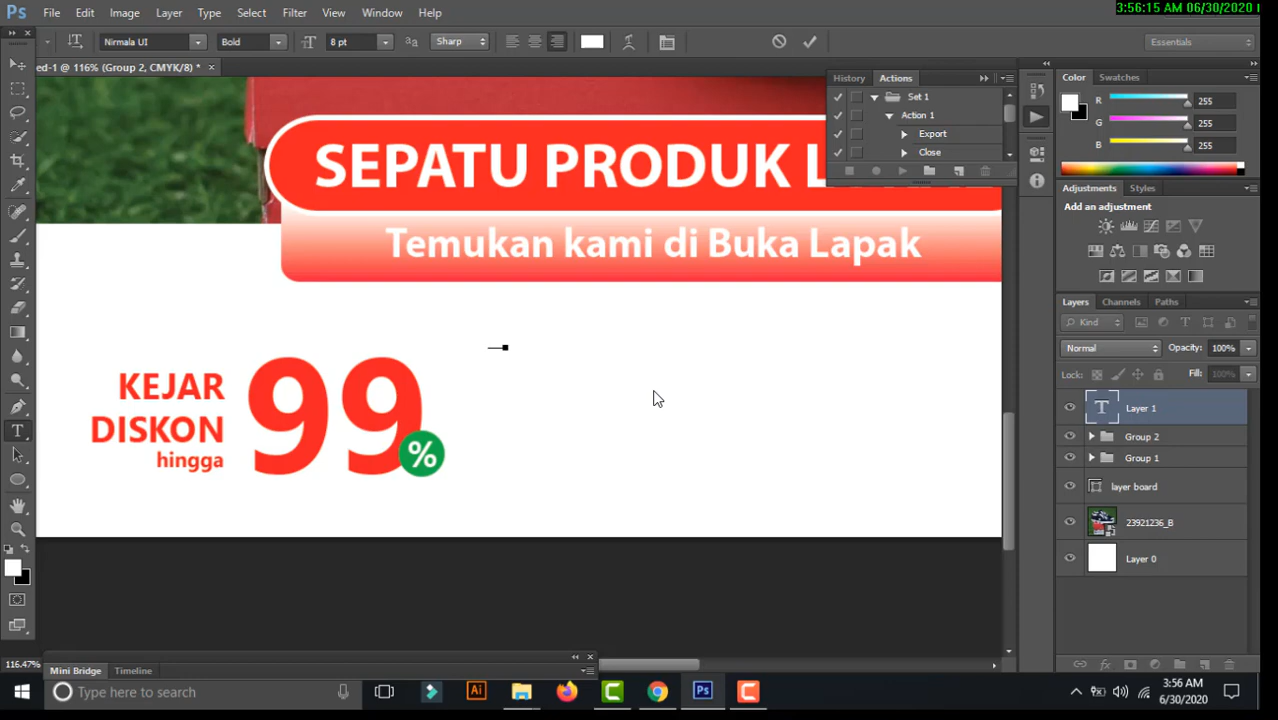 3:56:15 AM 06/30/2020
Ps File Edit Image Layer Type Select Filter View Window Help
Nirmala UI Bold 8 pt Sharp Essentials
ed-1 @ 116% (Group 2, CMYK/8) *
History Actions
Set 1
Action 1
Export
Close
Color Swatches
R 255
G 255
B 255
Adjustments Styles
Add an adjustment
SEPATU PRODUK L
Temukan kami di Buka Lapak
KEJAR
DISKON
hingga
99
%
Layers Channels Paths
Kind
Normal Opacity: 100%
Lock: Fill: 100%
T Layer 1
Group 2
Group 1
layer board
23921236_B
Layer 0
116.47%
Mini Bridge Timeline
Type here to search
Ai
Ps
3:56 AM
6/30/2020